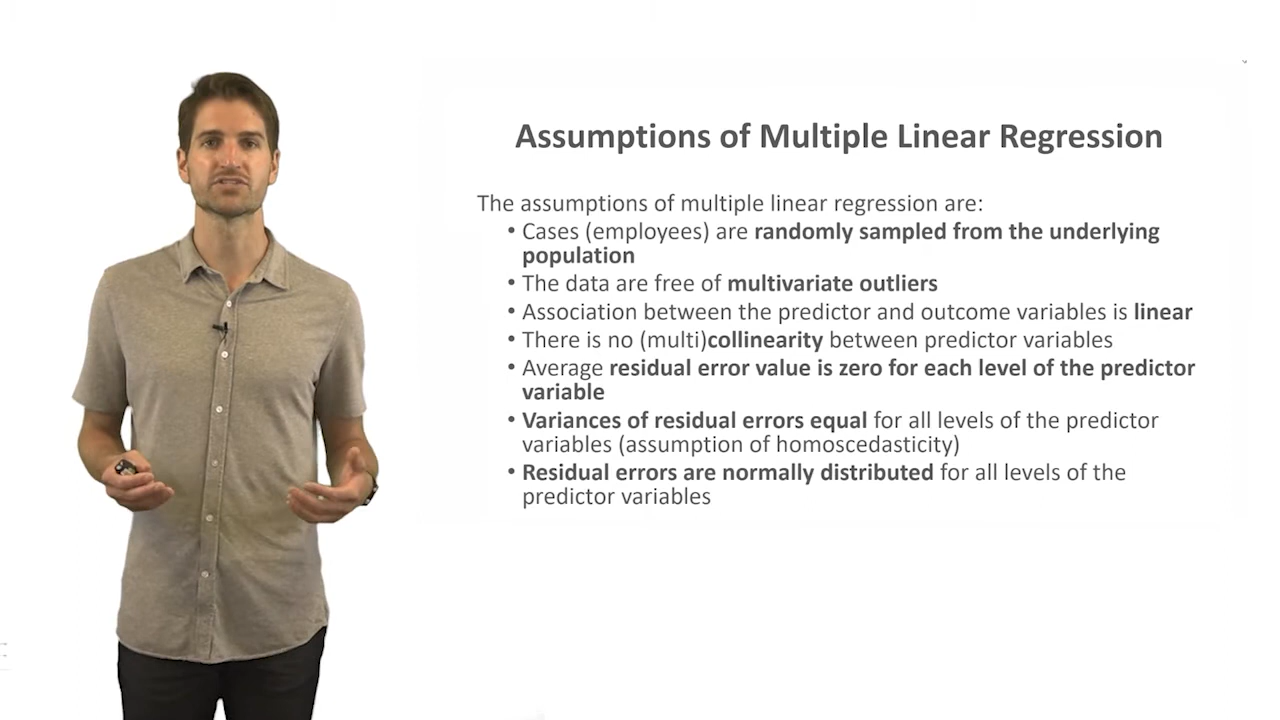 Assumptions of Multiple Linear Regression
The assumptions of multiple linear regression are:
• Cases (employees) are randomly sampled from the underlying
population
• The data are free of multivariate outliers
• Association between the predictor and outcome variables is linear
• There is no (multi)collinearity between predictor variables
• Average residual error value is zero for each level of the predictor
variable
• Variances of residual errors equal for all levels of the predictor
variables (assumption of homoscedasticity)
• Residual errors are normally distributed for all levels of the
predictor variables